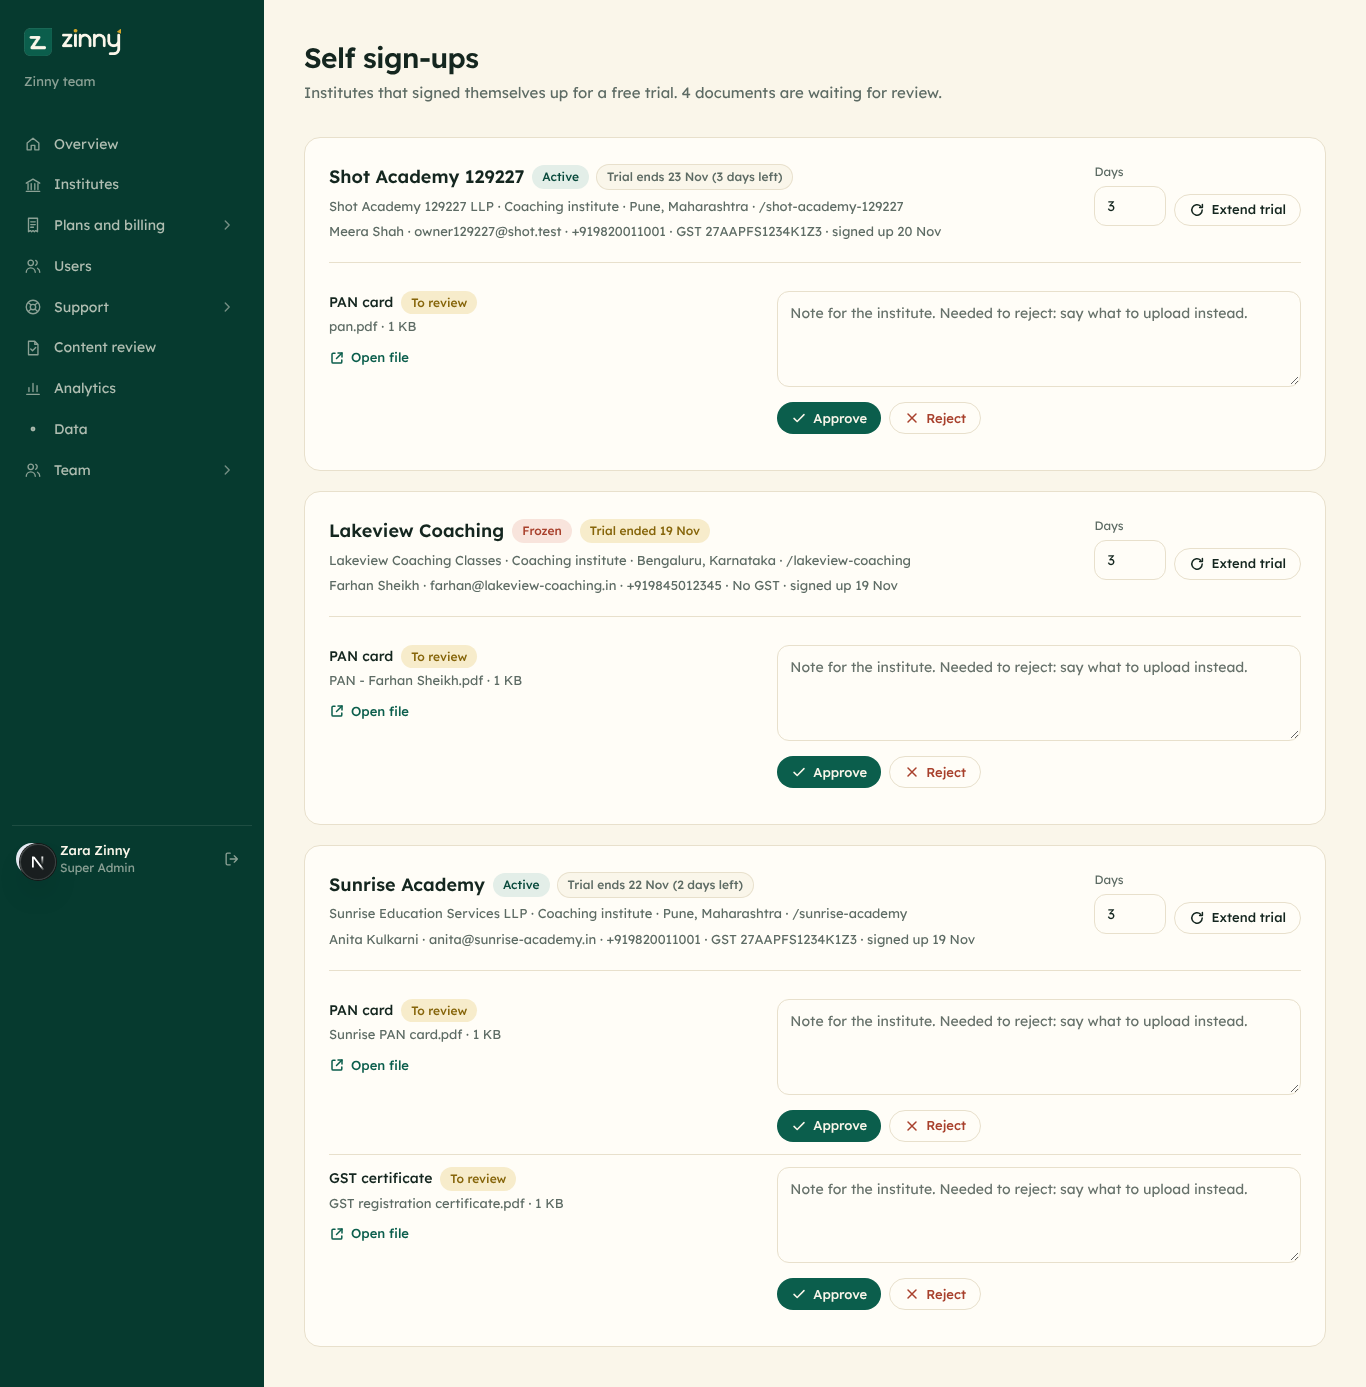 zinny
Zinny team
Overview
Institutes
Plans and billing
Users
Support
Content review
Analytics
Data
Team
N
Zara Zinny
Super Admin
Self sign-ups
Institutes that signed themselves up for a free trial. 4 documents are waiting for review.
Shot Academy 129227 Active Trial ends 23 Nov (3 days left)
Shot Academy 129227 LLP · Coaching institute · Pune, Maharashtra · /shot-academy-129227
Meera Shah · owner129227@shot.test · +919820011001 · GST 27AAPFS1234K1Z3 · signed up 20 Nov
Days
3 Extend trial
PAN card To review
pan.pdf · 1 KB
Open file
Note for the institute. Needed to reject: say what to upload instead.
Approve Reject
Lakeview Coaching Frozen Trial ended 19 Nov
Lakeview Coaching Classes · Coaching institute · Bengaluru, Karnataka · /lakeview-coaching
Farhan Sheikh · farhan@lakeview-coaching.in · +919845012345 · No GST · signed up 19 Nov
Days
3 Extend trial
PAN card To review
PAN - Farhan Sheikh.pdf · 1 KB
Open file
Note for the institute. Needed to reject: say what to upload instead.
Approve Reject
Sunrise Academy Active Trial ends 22 Nov (2 days left)
Sunrise Education Services LLP · Coaching institute · Pune, Maharashtra · /sunrise-academy
Anita Kulkarni · anita@sunrise-academy.in · +919820011001 · GST 27AAPFS1234K1Z3 · signed up 19 Nov
Days
3 Extend trial
PAN card To review
Sunrise PAN card.pdf · 1 KB
Open file
Note for the institute. Needed to reject: say what to upload instead.
Approve Reject
GST certificate To review
GST registration certificate.pdf · 1 KB
Open file
Note for the institute. Needed to reject: say what to upload instead.
Approve Reject